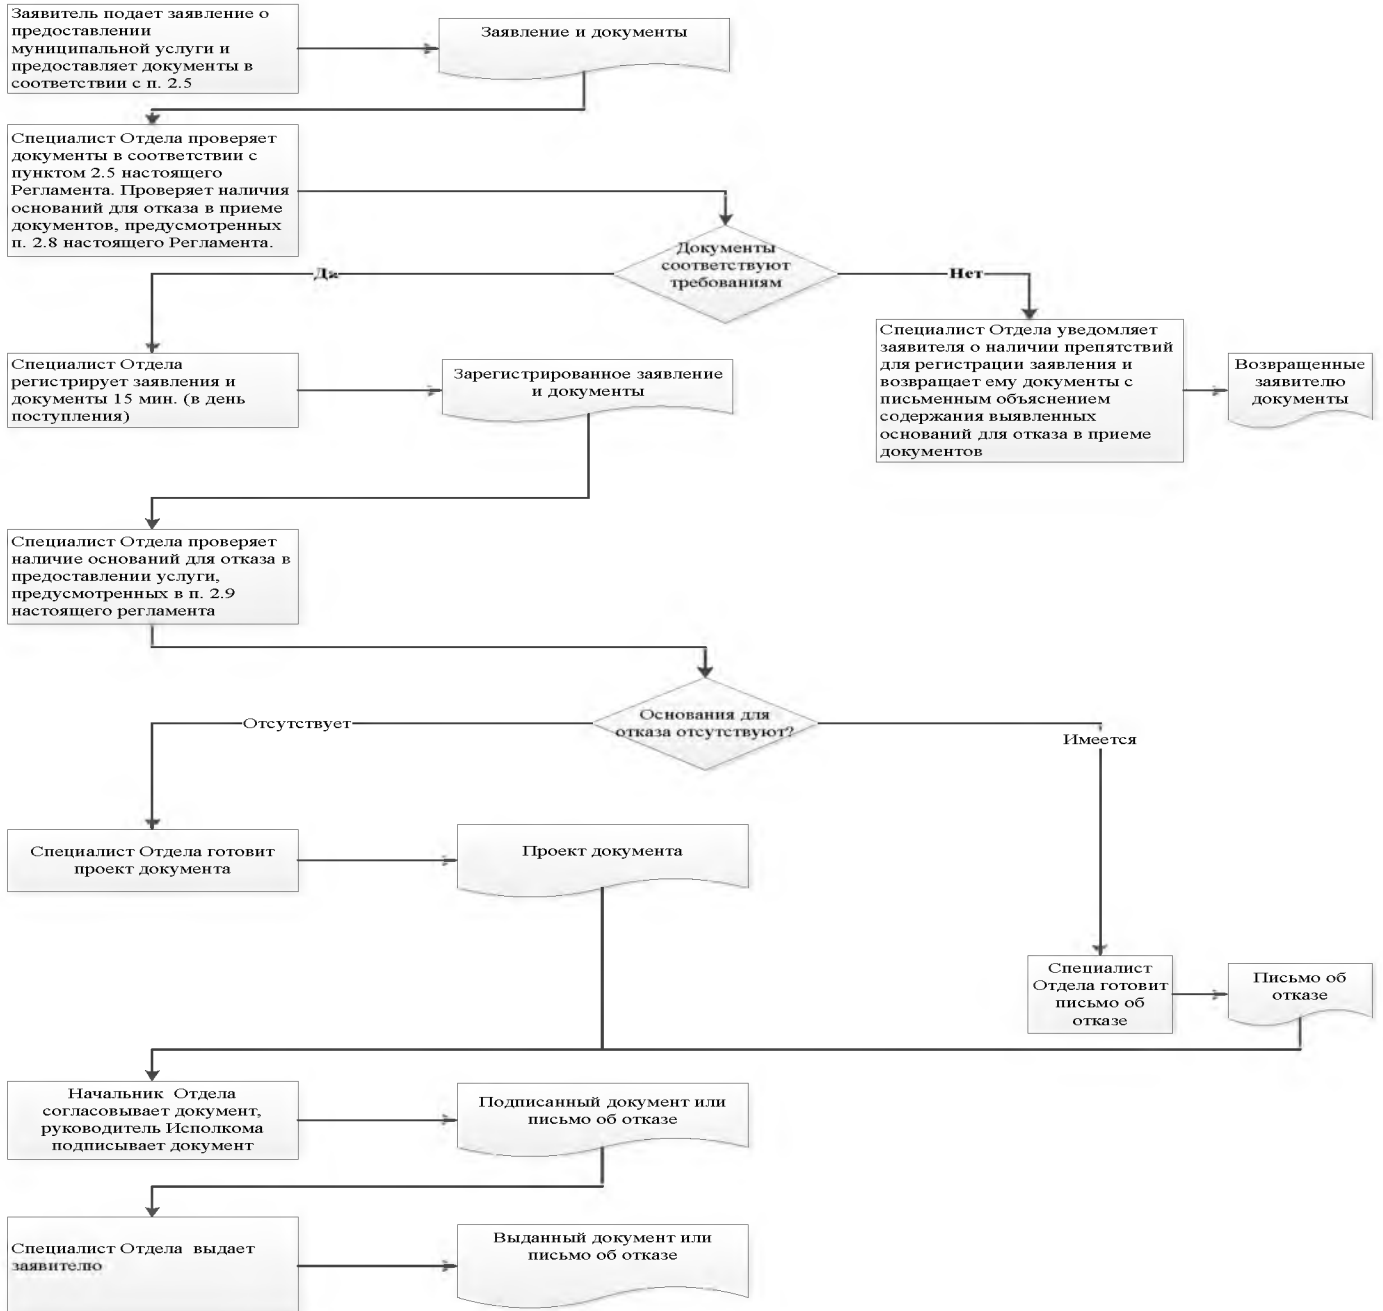 Заявитель подает заявление о
предоставлении
муниципальной услуги и
предоставляет документы в
соответствии с п. 2.5
Заявление и документы
Специалист Отдела проверяет
документы в соответствии с
пунктом 2.5 настоящего
Регламента. Проверяет наличия
оснований для отказа в приеме
документов, предусмотренных
п. 2.8 настоящего Регламента.
Документы
соответствуют
требованиям
Да
Нет
Специалист Отдела
регистрирует заявления и
документы 15 мин. (в день
поступления)
Зарегистрированное заявление
и документы
Специалист Отдела уведомляет
заявителя о наличии препятствий
для регистрации заявления и
возвращает ему документы с
письменным объяснением
содержания выявленных
оснований для отказа в приеме
документов
Возвращенные
заявителю
документы
Специалист Отдела проверяет
наличие оснований для отказа в
предоставлении услуги,
предусмотренных в п. 2.9
настоящего регламента
Основания для
отказа отсутствуют?
Отсутствует
Имеется
Специалист Отдела готовит
проект документа
Проект документа
Специалист
Отдела готовит
письмо об
отказе
Письмо об
отказе
Начальник Отдела
согласовывает документ,
руководитель Исполкома
подписывает документ
Подписанный документ или
письмо об отказе
Специалист Отдела выдает
заявителю
Выданный документ или
письмо об отказе